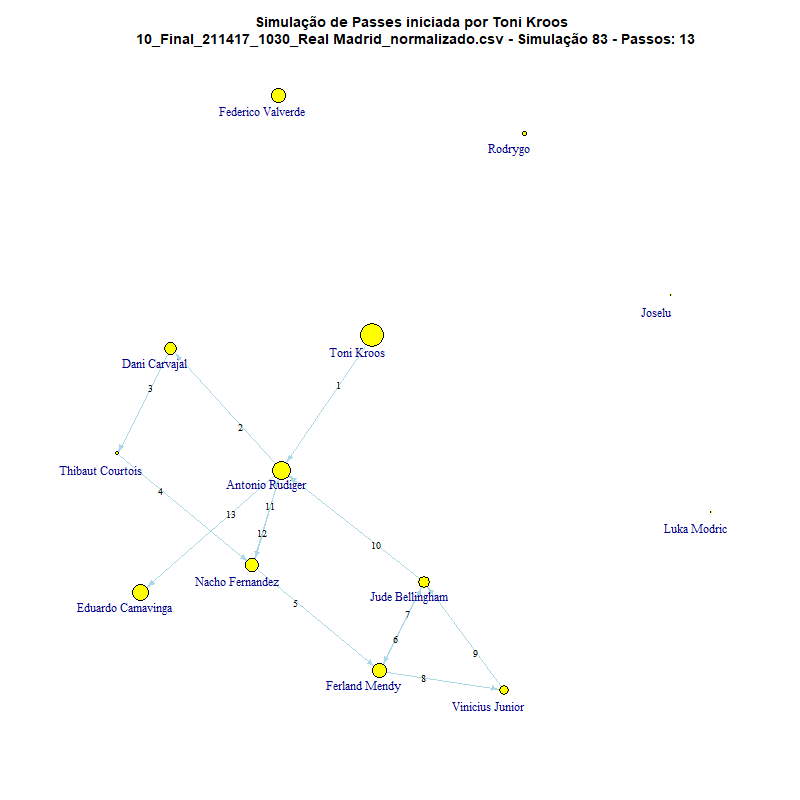 Simulação de Passes iniciada por Toni Kroos
10_Final_211417_1030_Real Madrid_normalizado.csv - Simulação 83 - Passos: 13
Federico Valverde
Rodrygo
Joselu
Toni Kroos
Dani Carvajal
1
3
2
Thibaut Courtois
Antonio Rudiger
4
11
13
Luka Modric
12
10
Nacho Fernandez
Jude Bellingham
Eduardo Camavinga
5
7
6
9
8
Ferland Mendy
Vinicius Junior